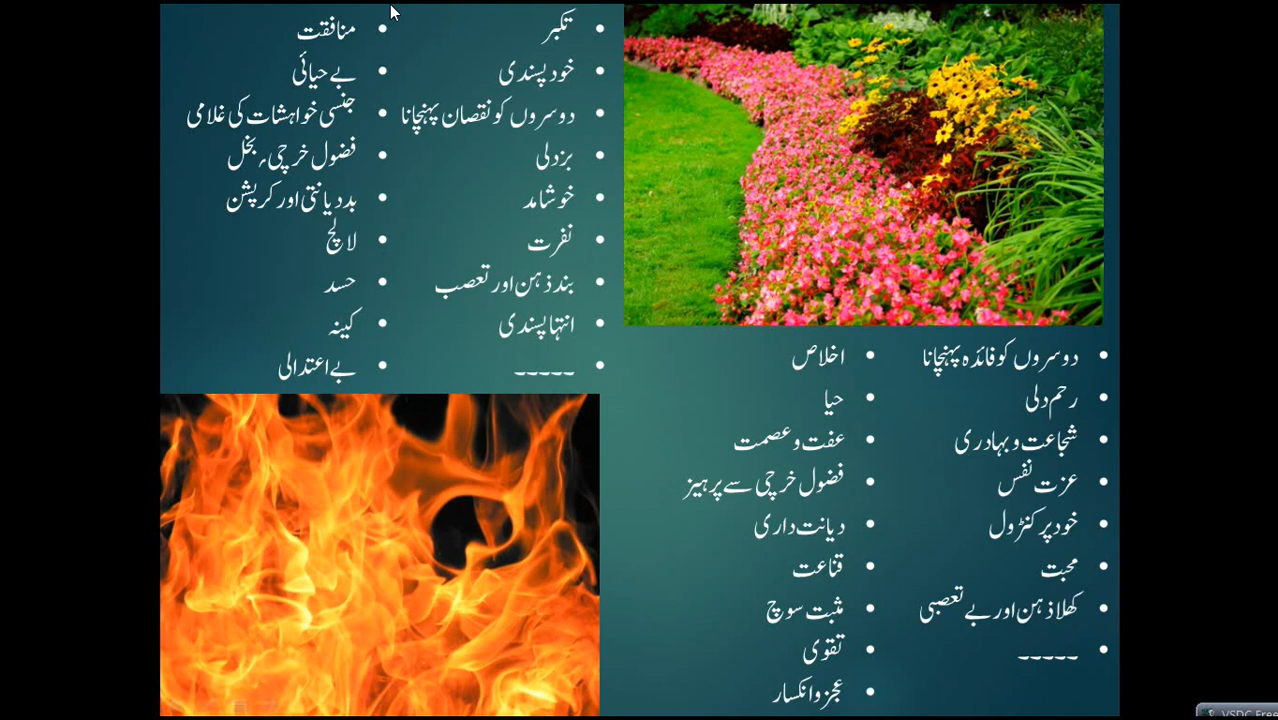 تکبر
خود پسندی
دوسروں کو نقصان پہنچانا
بزدلی
خوشامد
نفرت
بند ذہن اور تعصب
انتہا پسندی
-----
منافقت
بے حیائی
جنسی خواہشات کی غلامی
فضول خرچی، بخل
بددیانتی اور کرپشن
لالچ
حسد
کینہ
بے اعتدالی
دوسروں کو فائدہ پہنچانا
رحم دلی
شجاعت و بہادری
عزت نفس
خود پر کنٹرول
محبت
کھلا ذہن اور بے تعصبی
-----
اخلاص
حیا
عفت و عصمت
فضول خرچی سے پرہیز
دیانت داری
قناعت
مثبت سوچ
تقوی
عجز و انکسار
VSDC Free